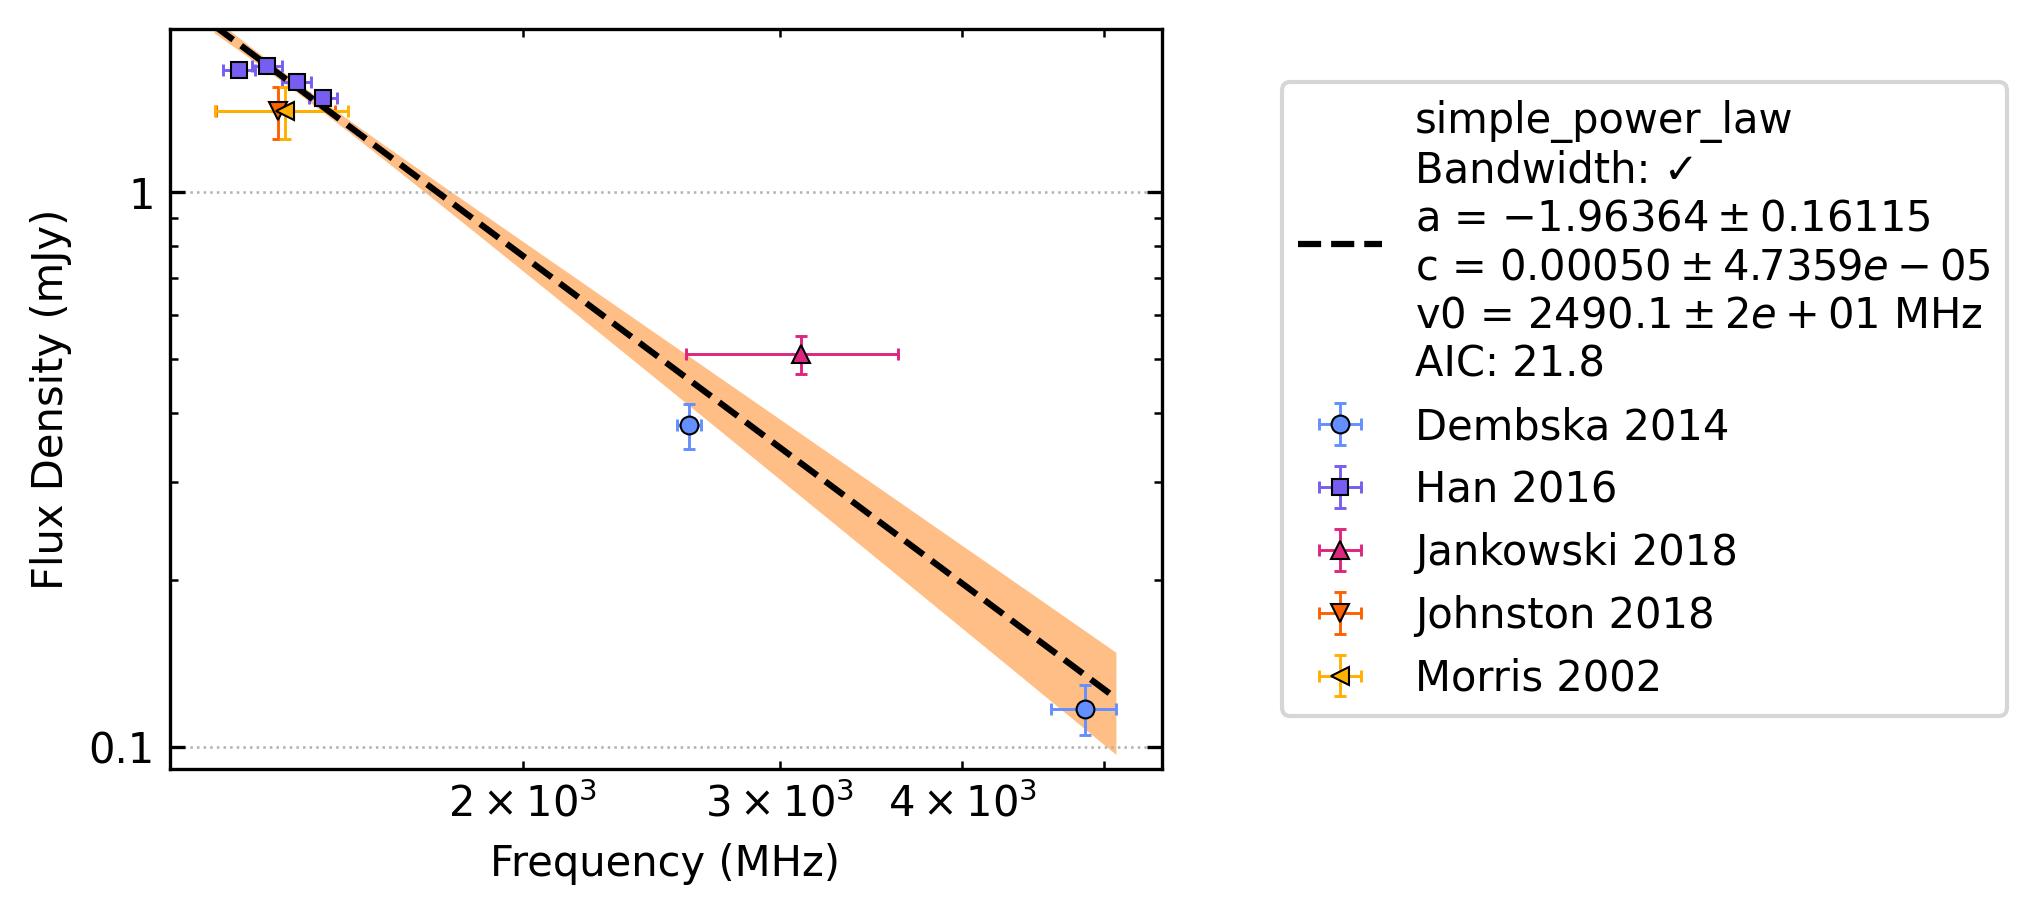 Flux Density (mJy)
1
0.1
2 × 10³
3 × 10³
4 × 10³
Frequency (MHz)
simple_power_law
Bandwidth: ✓
a = −1.96364 ± 0.16115
c = 0.00050 ± 4.7359e − 05
v0 = 2490.1 ± 2e + 01 MHz
AIC: 21.8
Dembska 2014
Han 2016
Jankowski 2018
Johnston 2018
Morris 2002